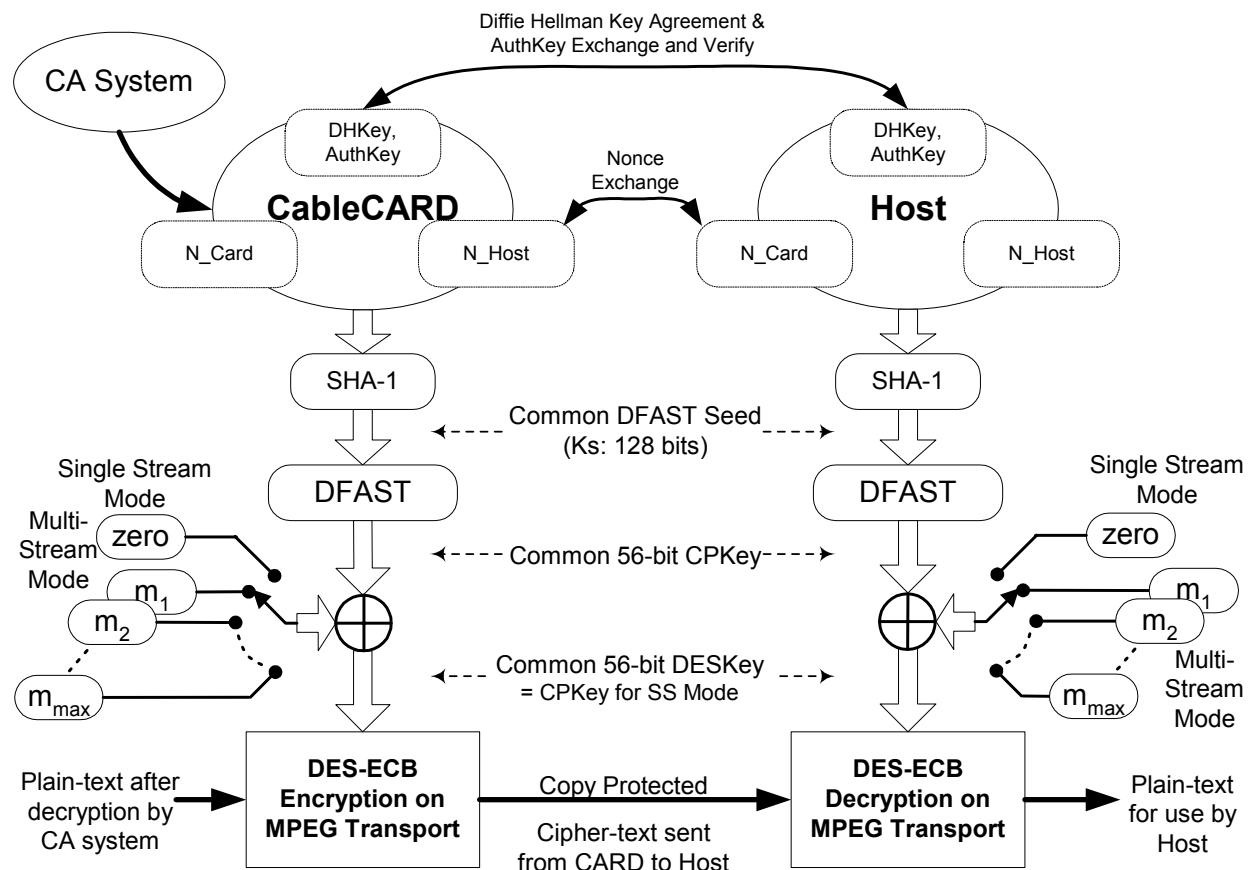 Diffie Hellman Key Agreement &
AuthKey Exchange and Verify
CA System
DHKey,
AuthKey
DHKey,
AuthKey
Nonce
Exchange
CableCARD
Host
N_Card
N_Host
N_Card
N_Host
SHA-1
SHA-1
Common DFAST Seed
(Ks: 128 bits)
Single Stream
Mode
DFAST
DFAST
Single Stream
Mode
Multi-
Stream
Mode
zero
zero
Common 56-bit CPKey
m1
m2
mmax
m1
m2
mmax
Multi-
Stream
Mode
Common 56-bit DESKey
= CPKey for SS Mode
Plain-text after
decryption by
CA system
DES-ECB
Encryption on
MPEG Transport
Copy Protected
Cipher-text sent
from CARD to Host
DES-ECB
Decryption on
MPEG Transport
Plain-text
for use by
Host